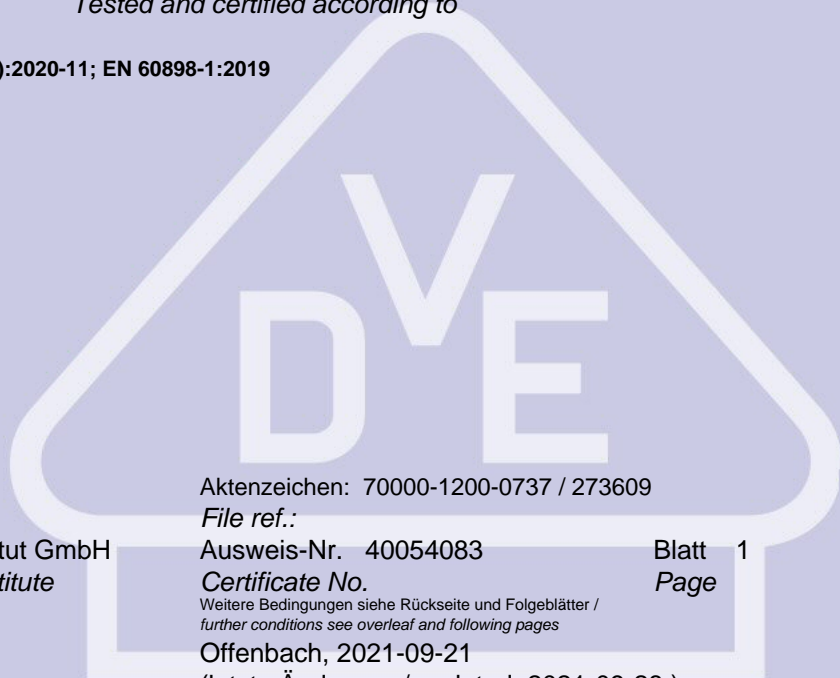 Tested and certified according to
):2020-11; EN 60898-1:2019
V
D E
Aktenzeichen: 70000-1200-0737 / 273609
File ref.:
tut GmbH Ausweis-Nr. 40054083 Blatt 1
titute Certificate No. Page
Weitere Bedingungen siehe Rückseite und Folgeblätter /
further conditions see overleaf and following pages
Offenbach, 2021-09-21